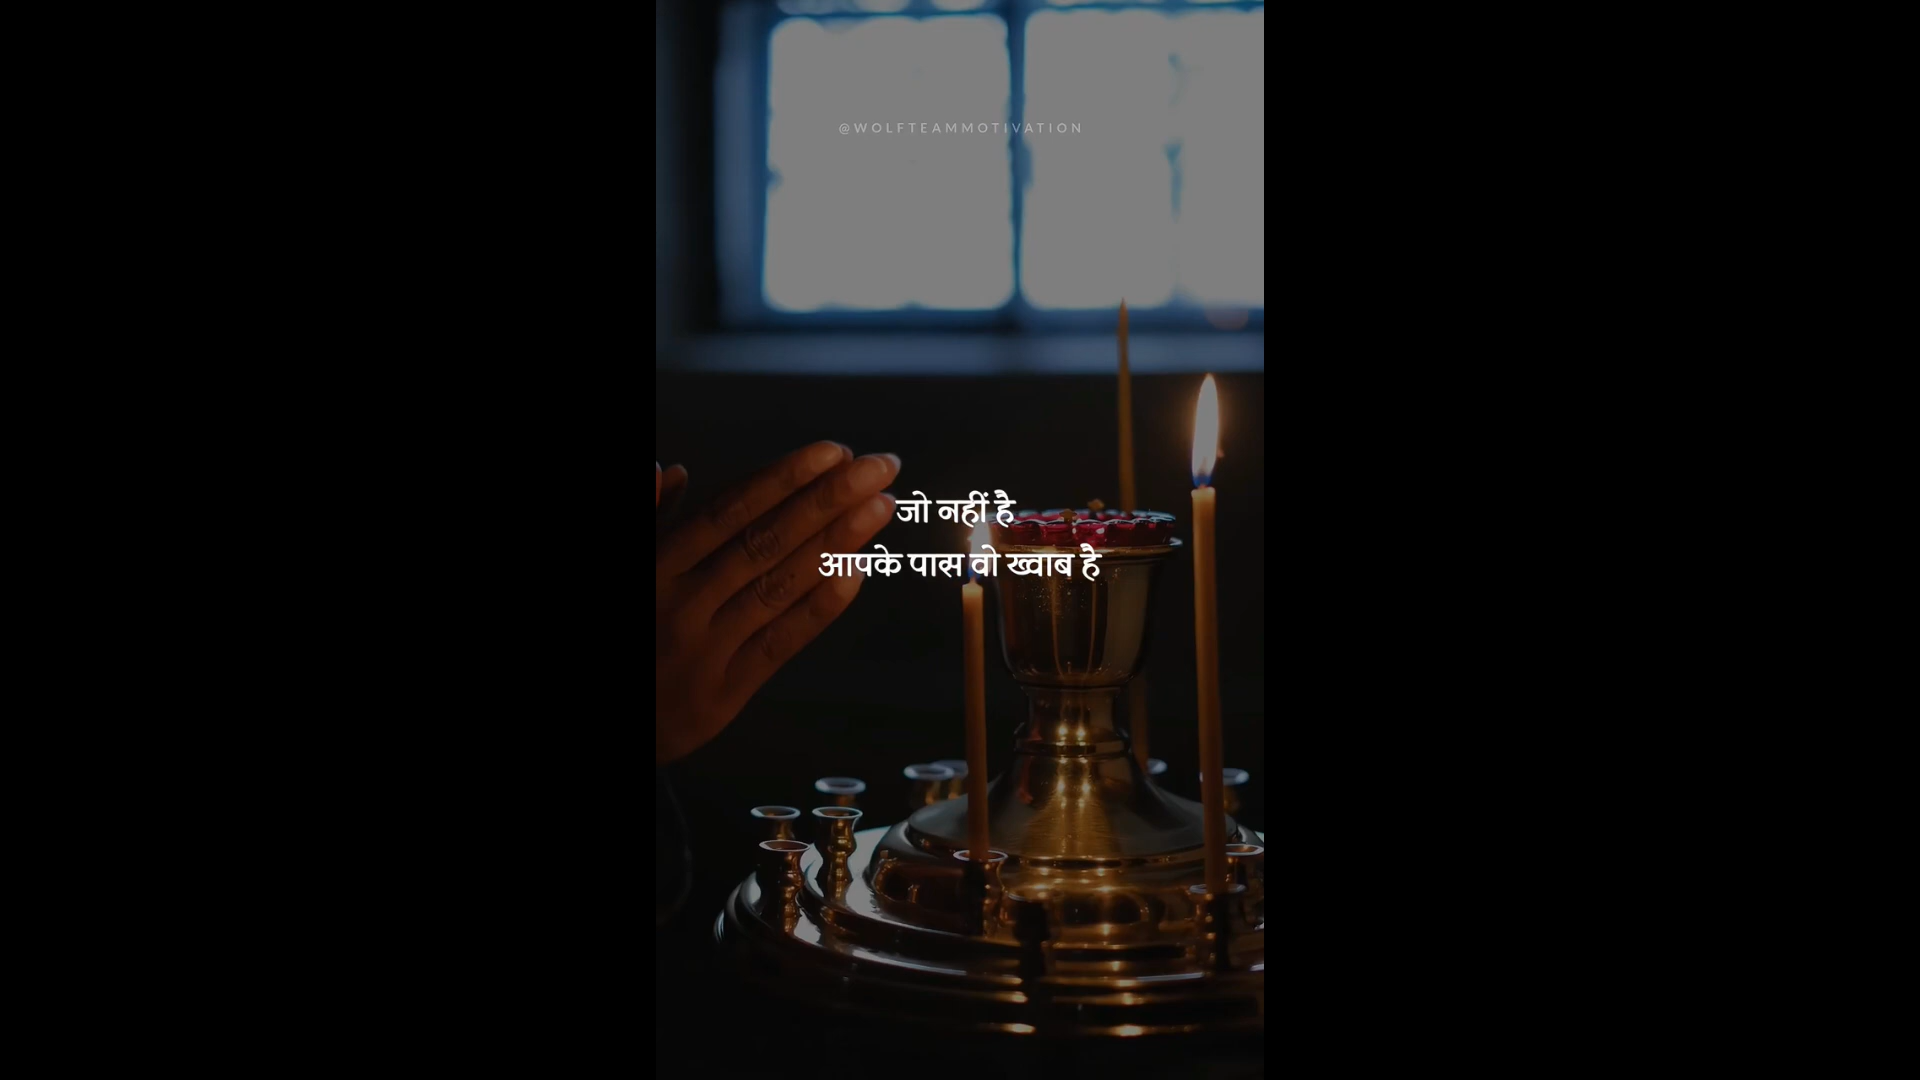 @WOLFTEAMMOTIVATION
जो नहीं है
आपके पास वो ख्वाब है